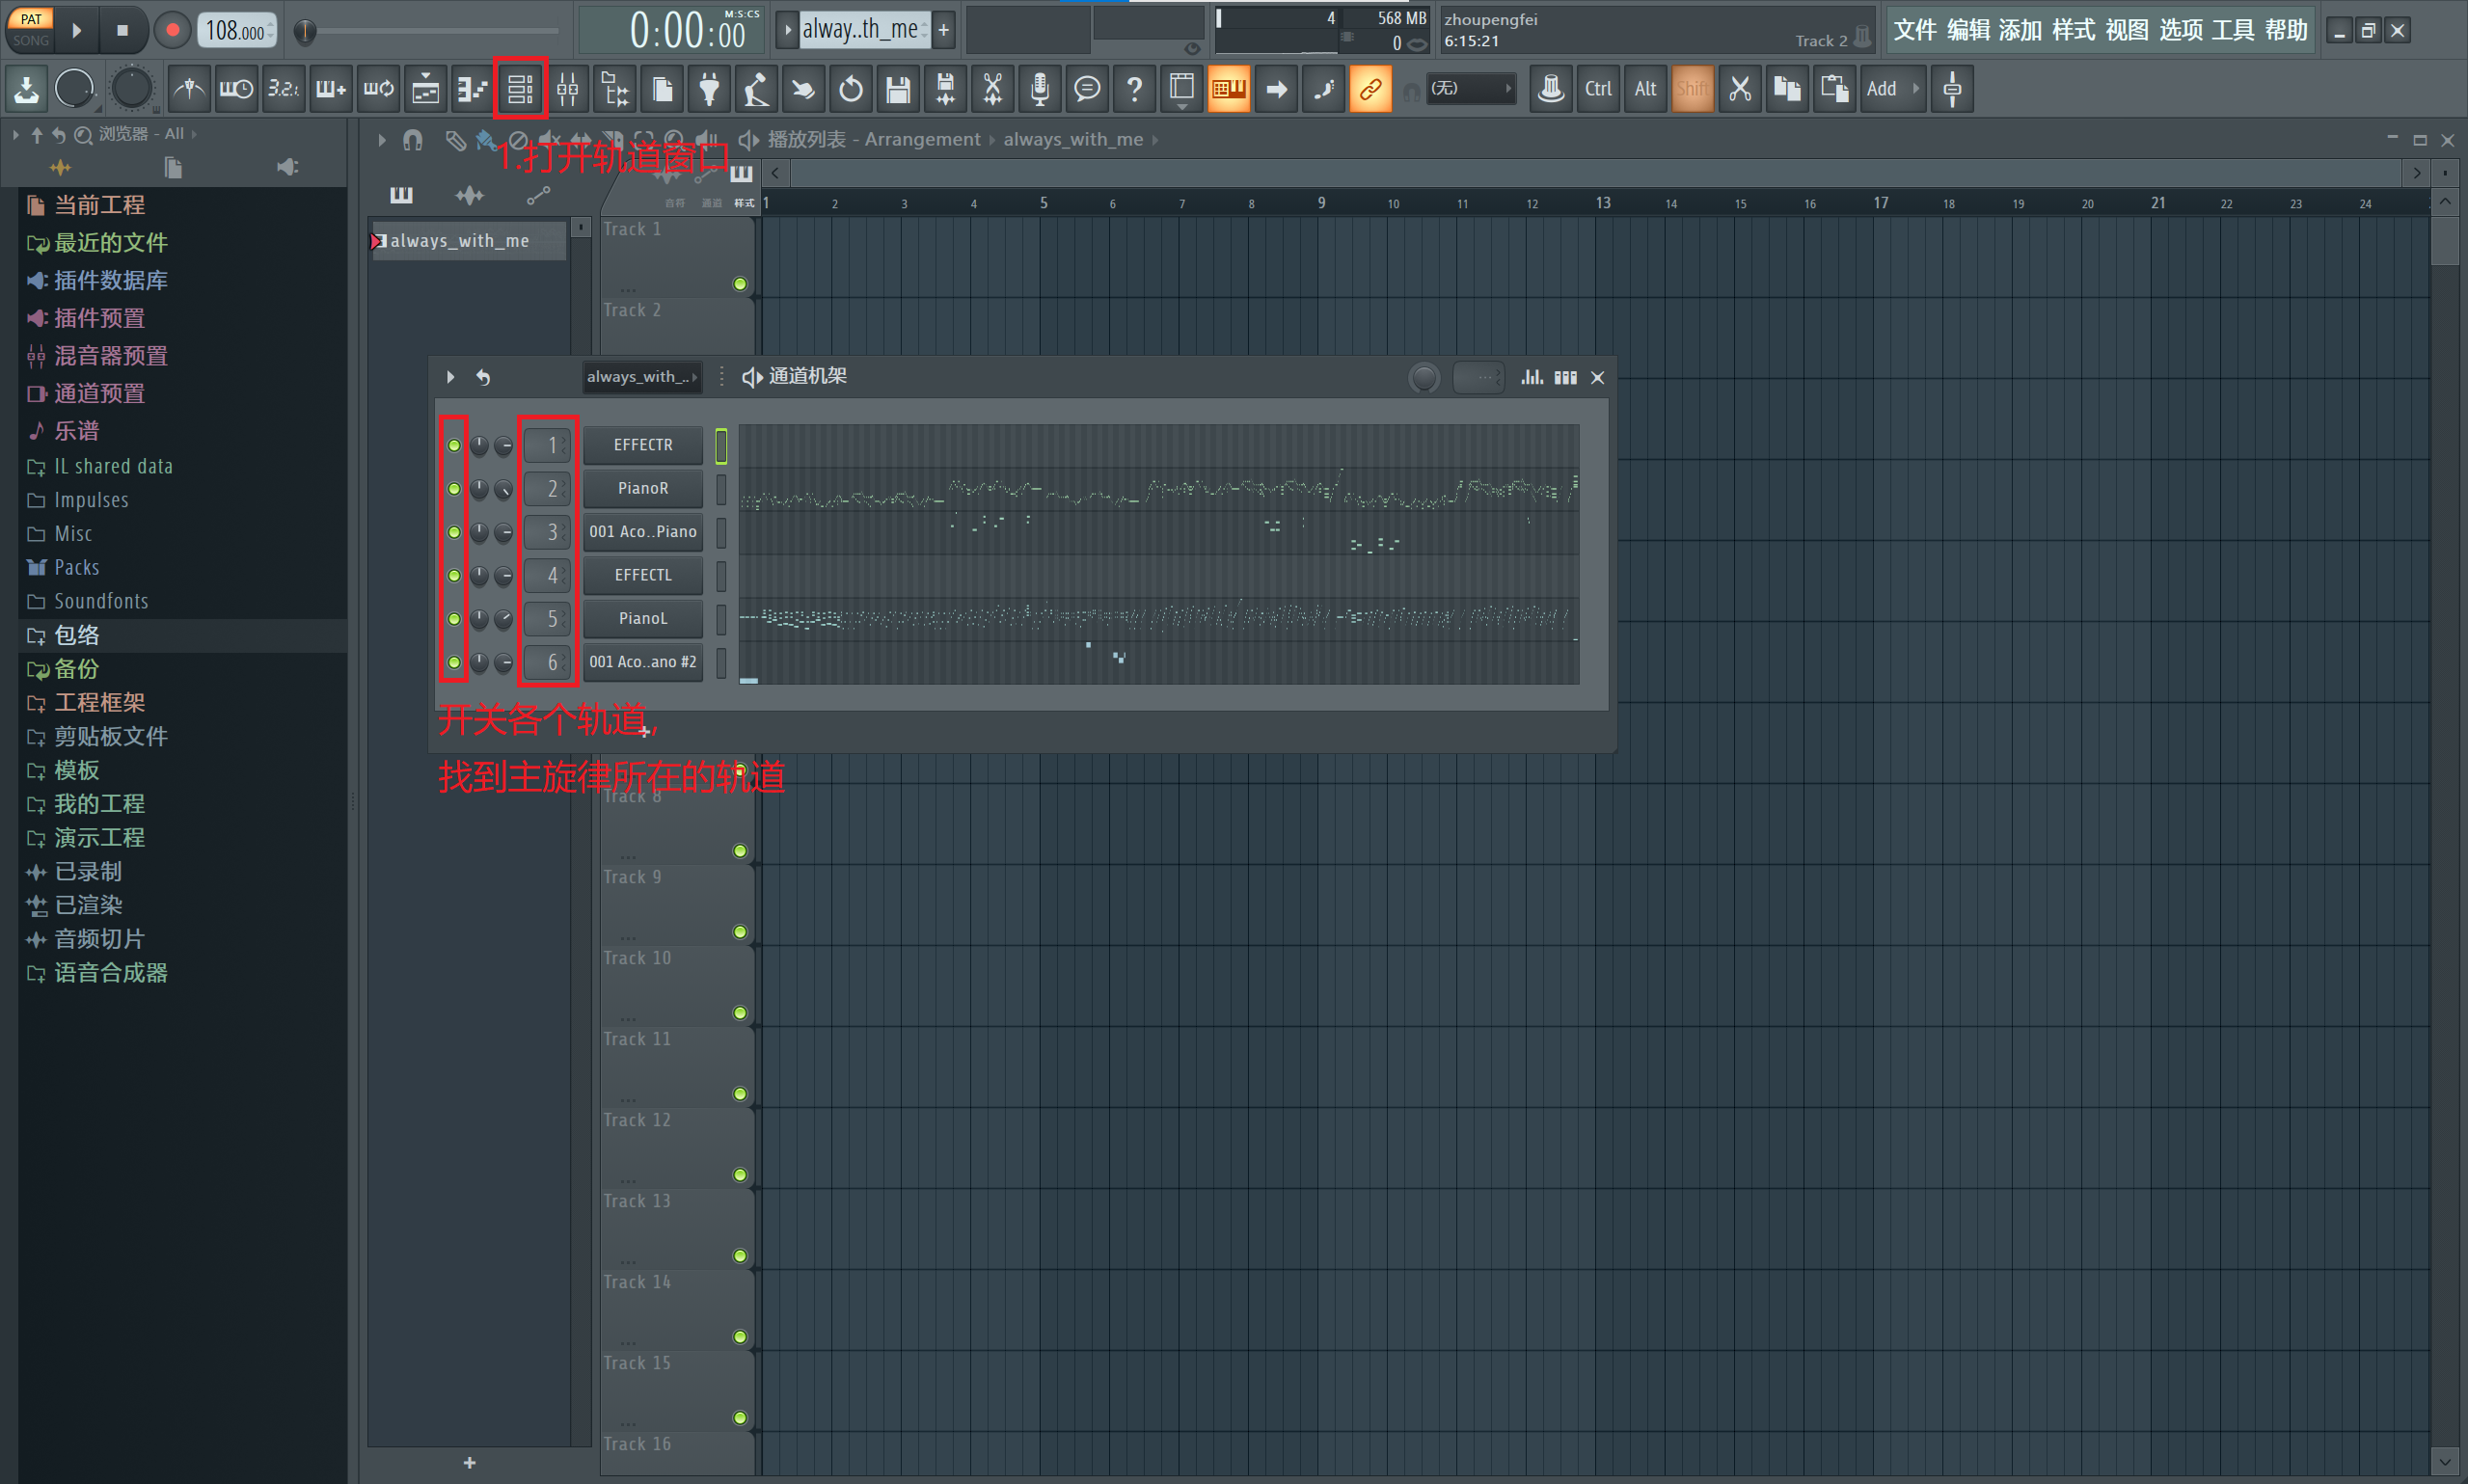 PAT
SONG
108.000
M:S:CS
0:00:00
alway..th_me
4
568 MB
0
zhoupengfei
6:15:21
Track 2
文件 编辑 添加 样式 视图 选项 工具 帮助
3.2.
(无)
Ctrl
Alt
Shift
Add
浏览器 - All
播放列表 - Arrangement
always_with_me
1.打开轨道窗口
音符
通道
样式
1 2 3 4 5 6 7 8 9 10 11 12 13 14 15 16 17 18 19 20 21 22 23 24
当前工程
最近的文件
插件数据库
插件预置
混音器预置
通道预置
乐谱
IL shared data
Impulses
Misc
Packs
Soundfonts
包络
备份
工程框架
剪贴板文件
模板
我的工程
演示工程
已录制
已渲染
音频切片
语音合成器
always_with_me
Track 1
Track 2
always_with_..
通道机架
1 EFFECTR
2 PianoR
3 001 Aco..Piano
4 EFFECTL
5 PianoL
6 001 Aco..ano #2
开关各个轨道,
找到主旋律所在的轨道
Track 8
Track 9
Track 10
Track 11
Track 12
Track 13
Track 14
Track 15
Track 16